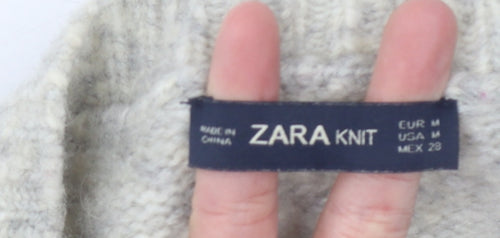 MADE IN
CHINA
ZARA KNIT
EUR M
USA M
MEX 28